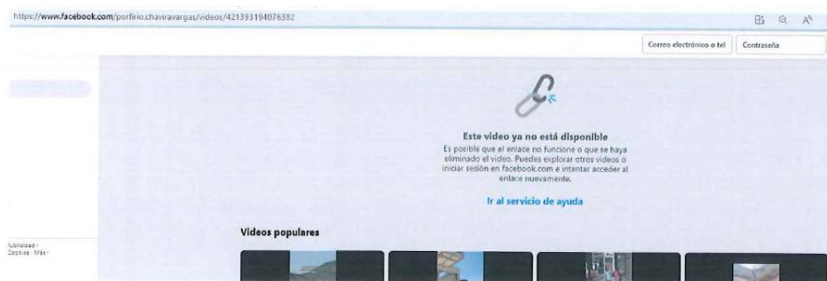 https://www.facebook.com/porfirio.chaviravargas/videos/421393194076382
Correo electrónico o tel Contraseña
Este video ya no está disponible
Es posible que el enlace no funcione o que se haya
eliminado el video. Puedes explorar otros videos o
iniciar sesión en facebook.com e intentar acceder al
enlace nuevamente.
Ir al servicio de ayuda
Videos populares
Publicidad ·
Cookies · Más ·